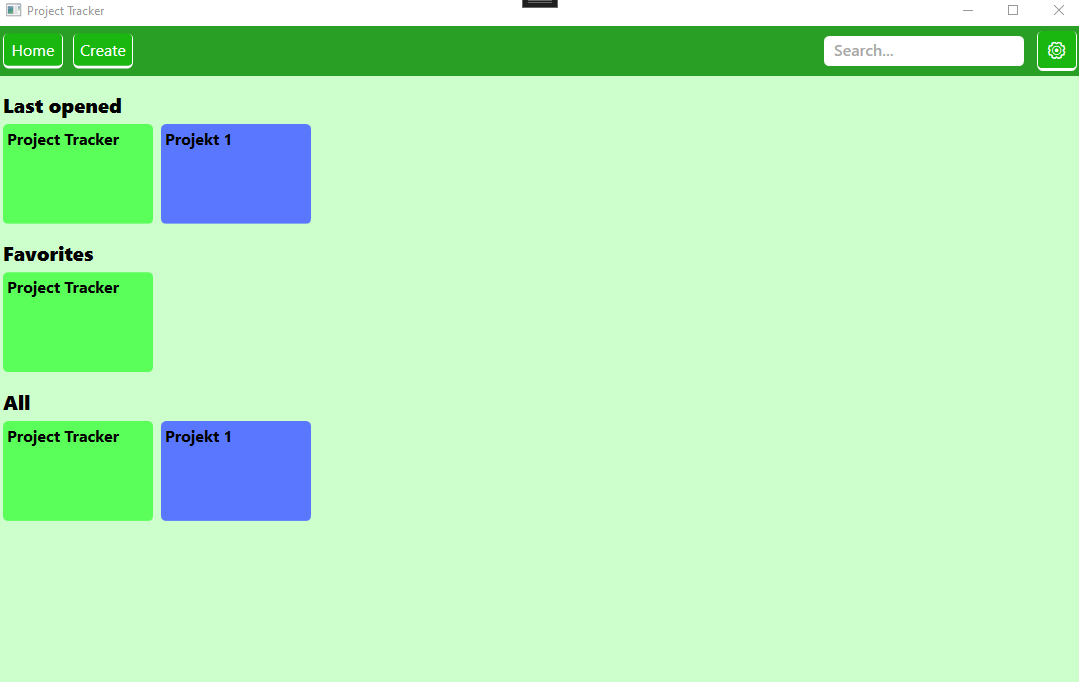 Project Tracker
Home Create Search...
Last opened
Project Tracker Projekt 1
Favorites
Project Tracker
All
Project Tracker Projekt 1